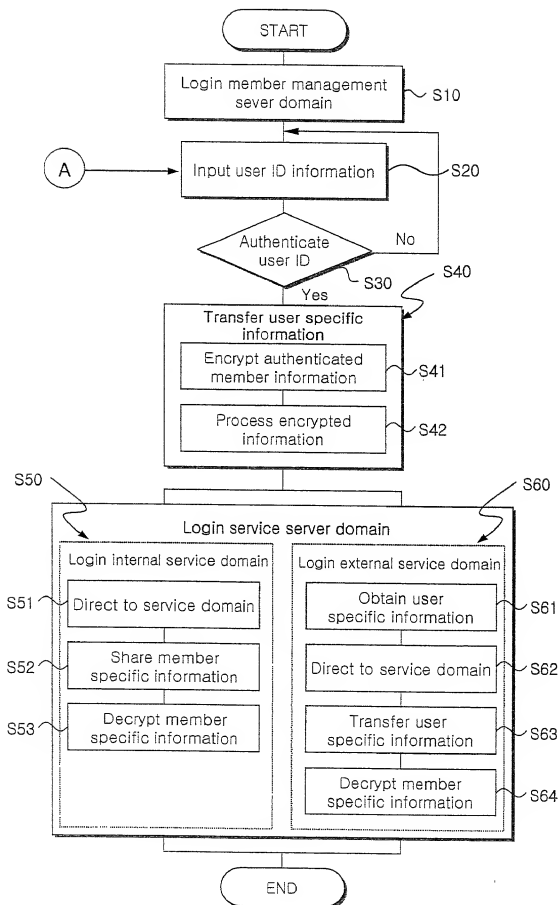 START
Login member management
sever domain
S10
A
Input user ID information
S20
Authenticate
user ID
No
S30
Yes
S40
Transfer user specific
information
Encrypt authenticated
member information
S41
Process encrypted
information
S42
S50
S60
Login service server domain
Login internal service domain
S51
Direct to service domain
S52
Share member
specific information
S53
Decrypt member
specific information
Login external service domain
Obtain user
specific information
S61
Direct to service domain
S62
Transfer user
specific information
S63
Decrypt member
specific information
S64
END